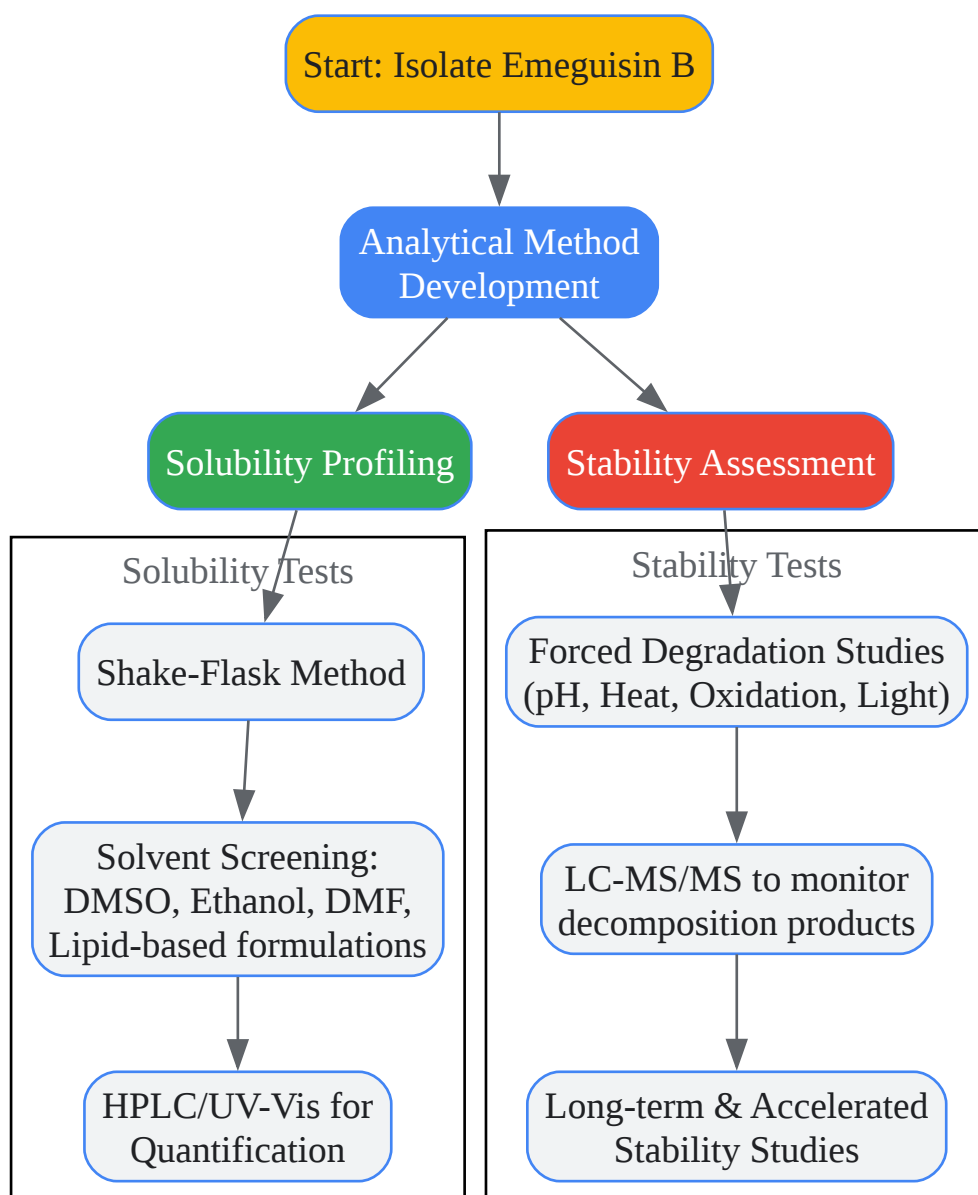 Start: Isolate Emeguisin B
Analytical Method
Development
Solubility Profiling
Stability Assessment
Solubility Tests
Shake-Flask Method
Solvent Screening:
DMSO, Ethanol, DMF,
Lipid-based formulations
HPLC/UV-Vis for
Quantification
Stability Tests
Forced Degradation Studies
(pH, Heat, Oxidation, Light)
LC-MS/MS to monitor
decomposition products
Long-term & Accelerated
Stability Studies